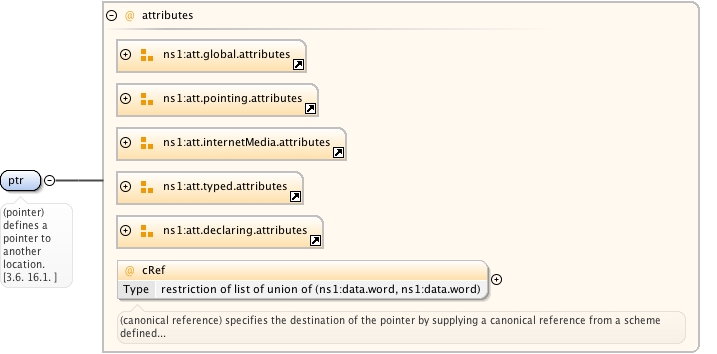 attributes
ns1:att.global.attributes
ns1:att.pointing.attributes
ns1:att.internetMedia.attributes
ns1:att.typed.attributes
ns1:att.declaring.attributes
ptr
(pointer)
defines a
pointer to
another
location.
[3.6. 16.1. ]
@ cRef
Type restriction of list of union of (ns1:data.word, ns1:data.word)
(canonical reference) specifies the destination of the pointer by supplying a canonical reference from a scheme
defined...